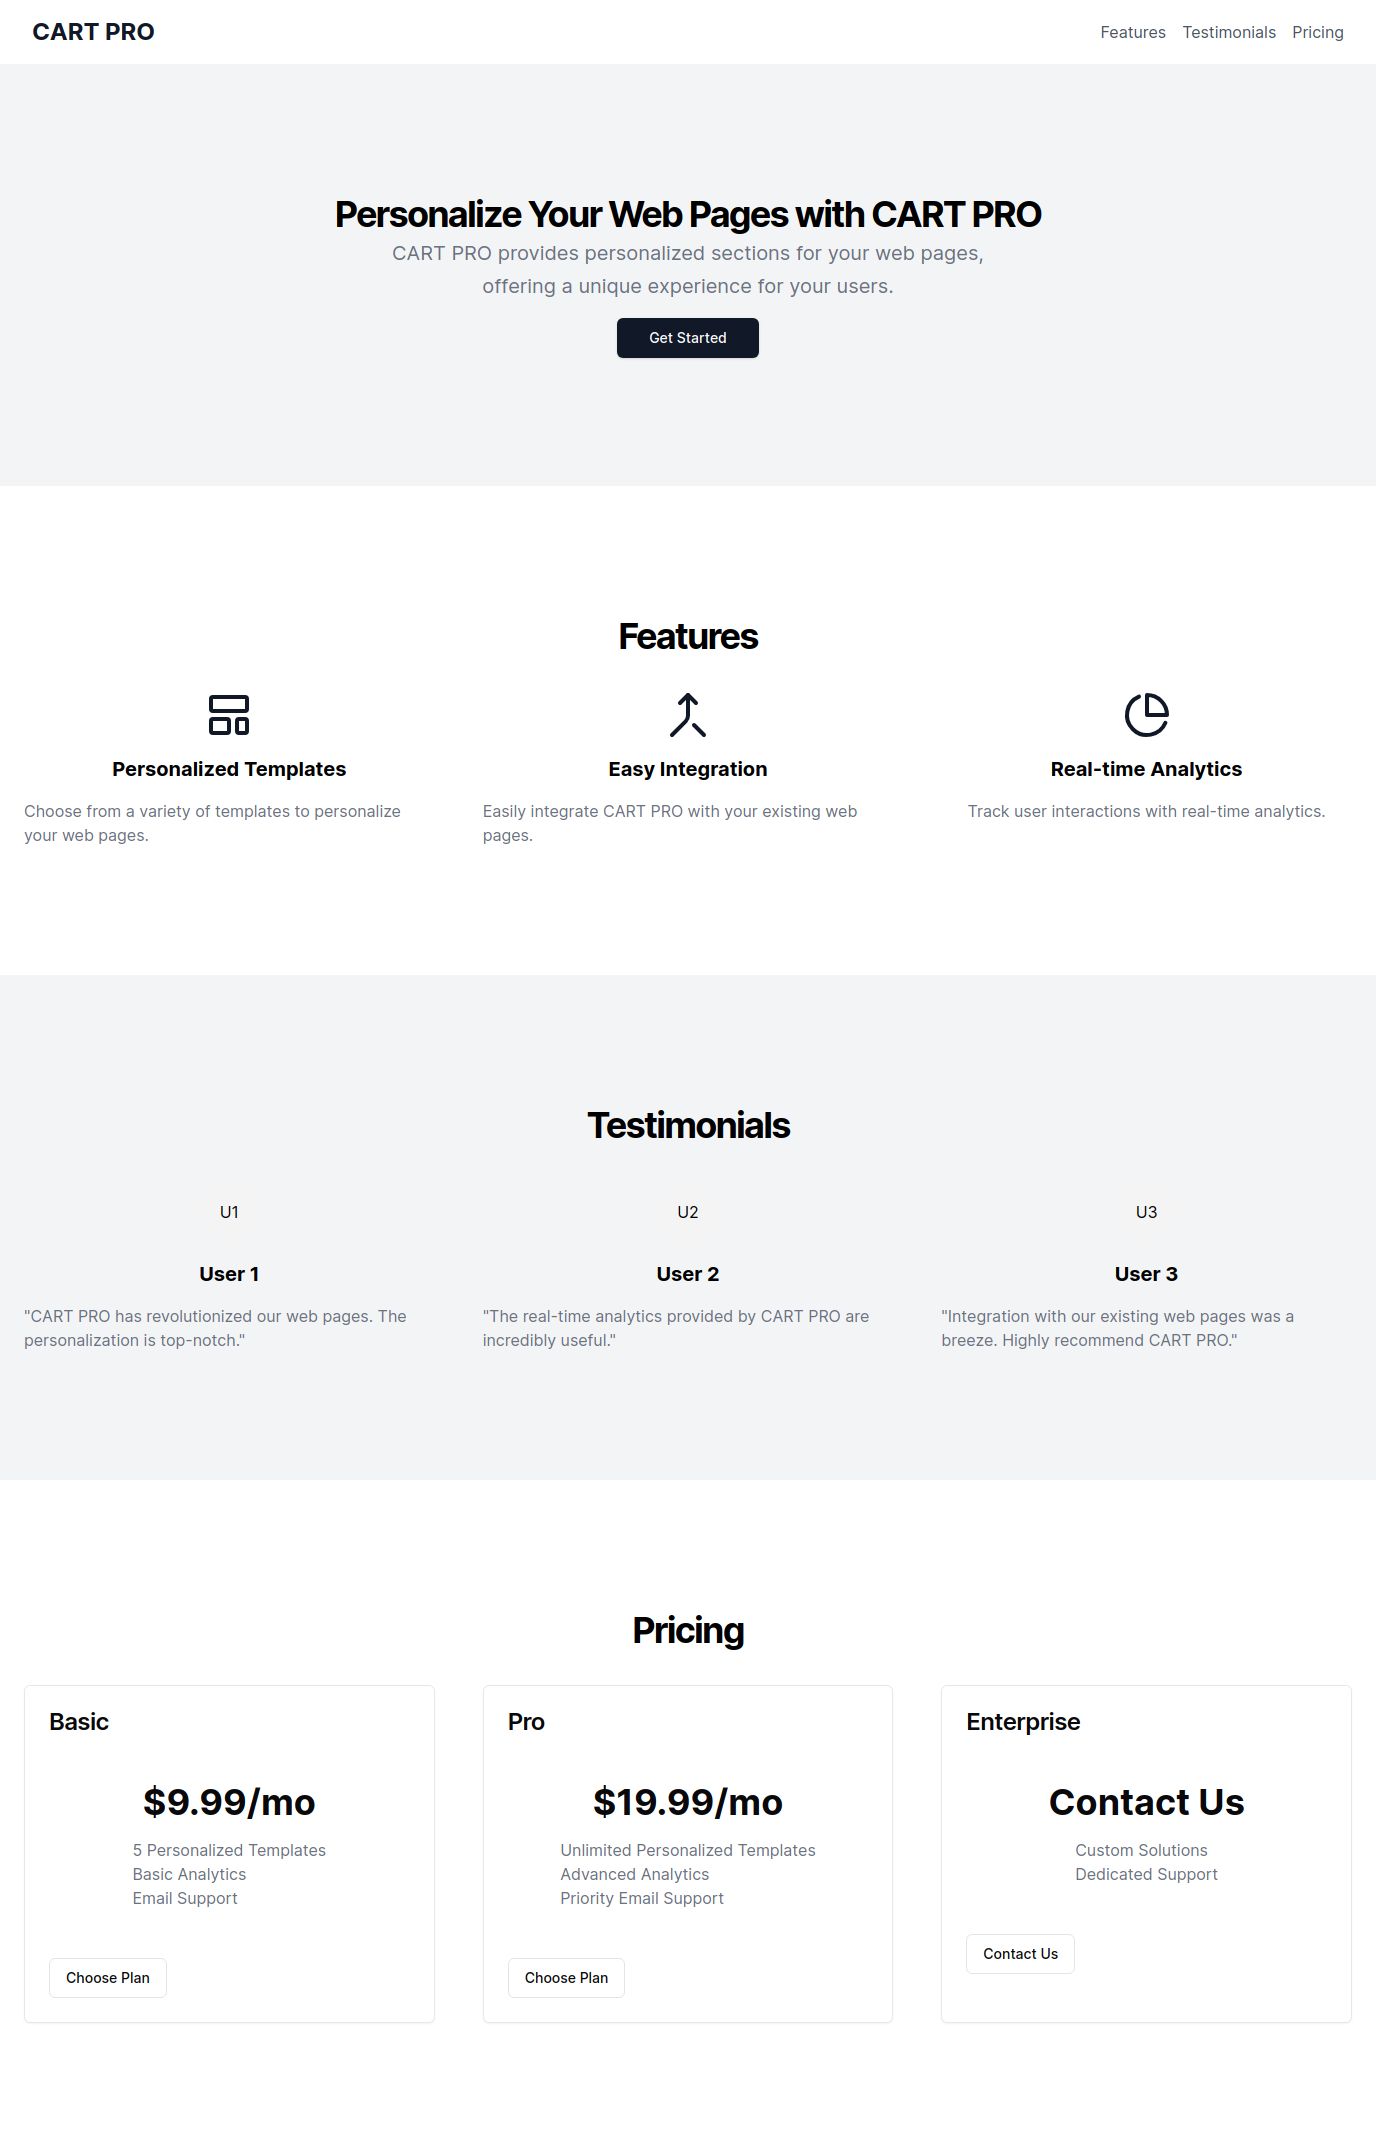 CART PRO
Features Testimonials Pricing
Personalize Your Web Pages with CART PRO
CART PRO provides personalized sections for your web pages,
offering a unique experience for your users.
Get Started
Features
Personalized Templates
Choose from a variety of templates to personalize
your web pages.
Easy Integration
Easily integrate CART PRO with your existing web
pages.
Real-time Analytics
Track user interactions with real-time analytics.
Testimonials
U1
User 1
"CART PRO has revolutionized our web pages. The
personalization is top-notch."
U2
User 2
"The real-time analytics provided by CART PRO are
incredibly useful."
U3
User 3
"Integration with our existing web pages was a
breeze. Highly recommend CART PRO."
Pricing
Basic
$9.99/mo
5 Personalized Templates
Basic Analytics
Email Support
Choose Plan
Pro
$19.99/mo
Unlimited Personalized Templates
Advanced Analytics
Priority Email Support
Choose Plan
Enterprise
Contact Us
Custom Solutions
Dedicated Support
Contact Us